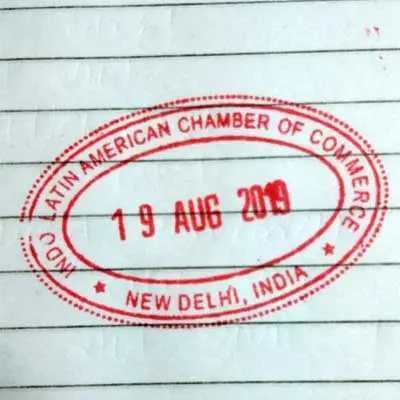 INDO LATIN AMERICAN CHAMBER OF COMMERCE
19 AUG 2019
NEW DELHI, INDIA